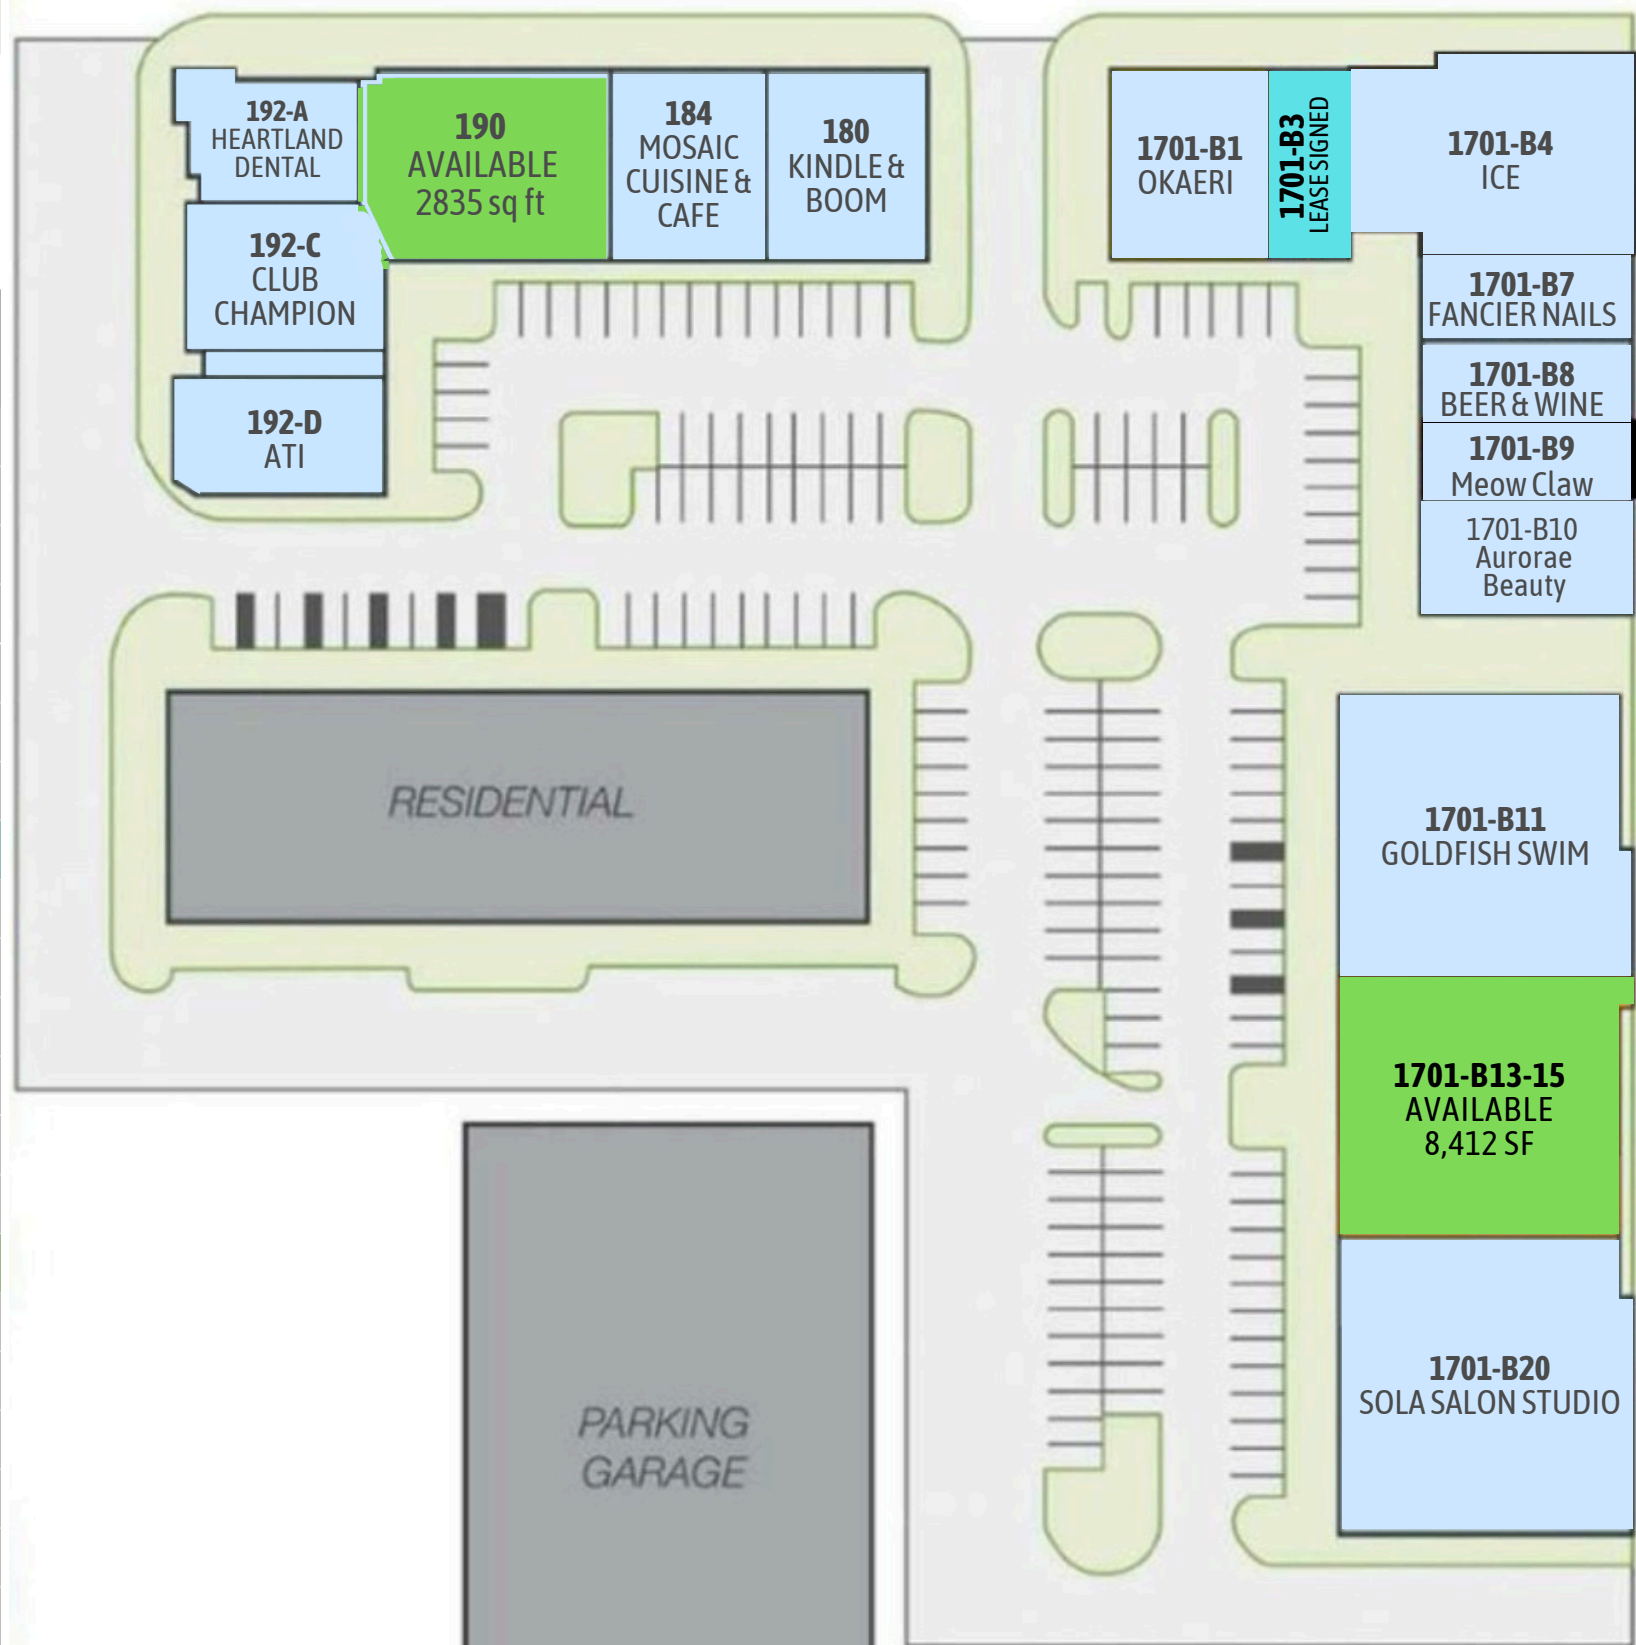 192-A
HEARTLAND
DENTAL
190
AVAILABLE
2835 sq ft
184
MOSAIC
CUISINE &
CAFE
180
KINDLE &
BOOM
192-C
CLUB
CHAMPION
192-D
ATI
1701-B1
OKAERI
1701-B3
LEASE SIGNED
1701-B4
ICE
1701-B7
FANCIER NAILS
1701-B8
BEER & WINE
1701-B9
Meow Claw
1701-B10
Aurorae
Beauty
RESIDENTIAL
1701-B11
GOLDFISH SWIM
1701-B13-15
AVAILABLE
8,412 SF
1701-B20
SOLA SALON STUDIO
PARKING
GARAGE